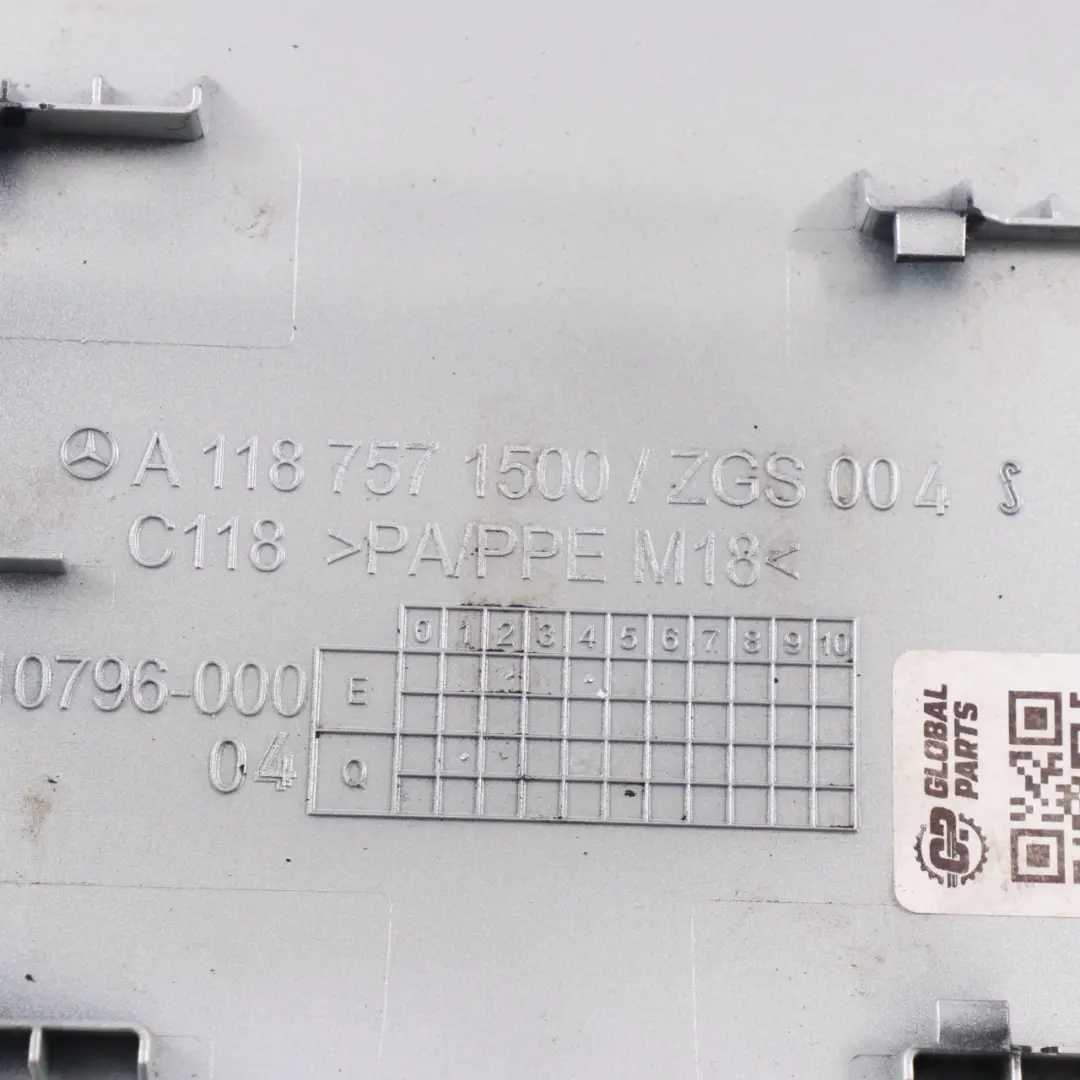 A 118 757 1500 / ZGS 004
C118 >PA/PPE M18<
0 1 2 3 4 5 6 7 8 9 10
10796-000 E
04 Q
GLOBAL
PARTS